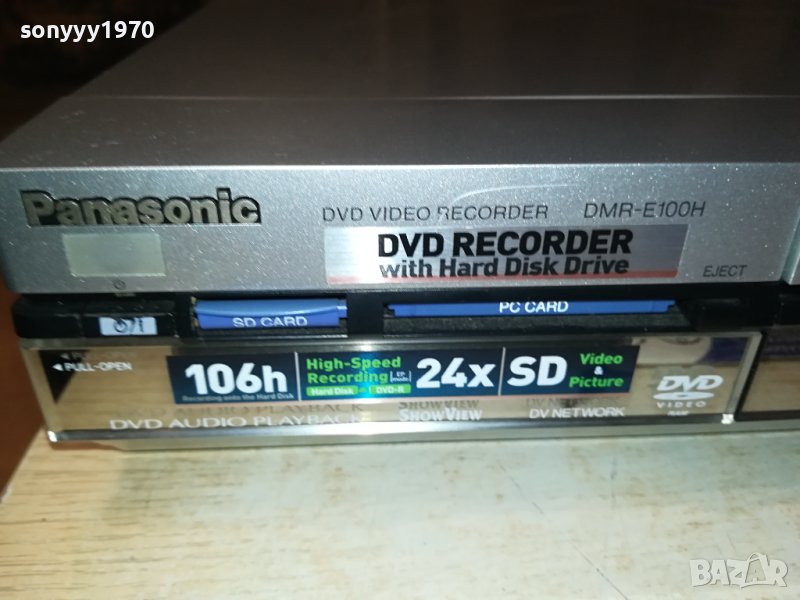 sonyyy1970
Panasonic
DVD VIDEO RECORDER DMR-E100H
DVD RECORDER
with Hard Disk Drive
EJECT
⏻/I
SD CARD
PC CARD
PULL-OPEN
106h
Recording onto the Hard Disk
High-Speed
Recording EP mode
Hard Disk DVD-R
24x
SD
Video
&
Picture
DVD
VIDEO
RAM
DVD AUDIO PLAYBACK
SHOWVIEW
DV NETWORK
BAZAR